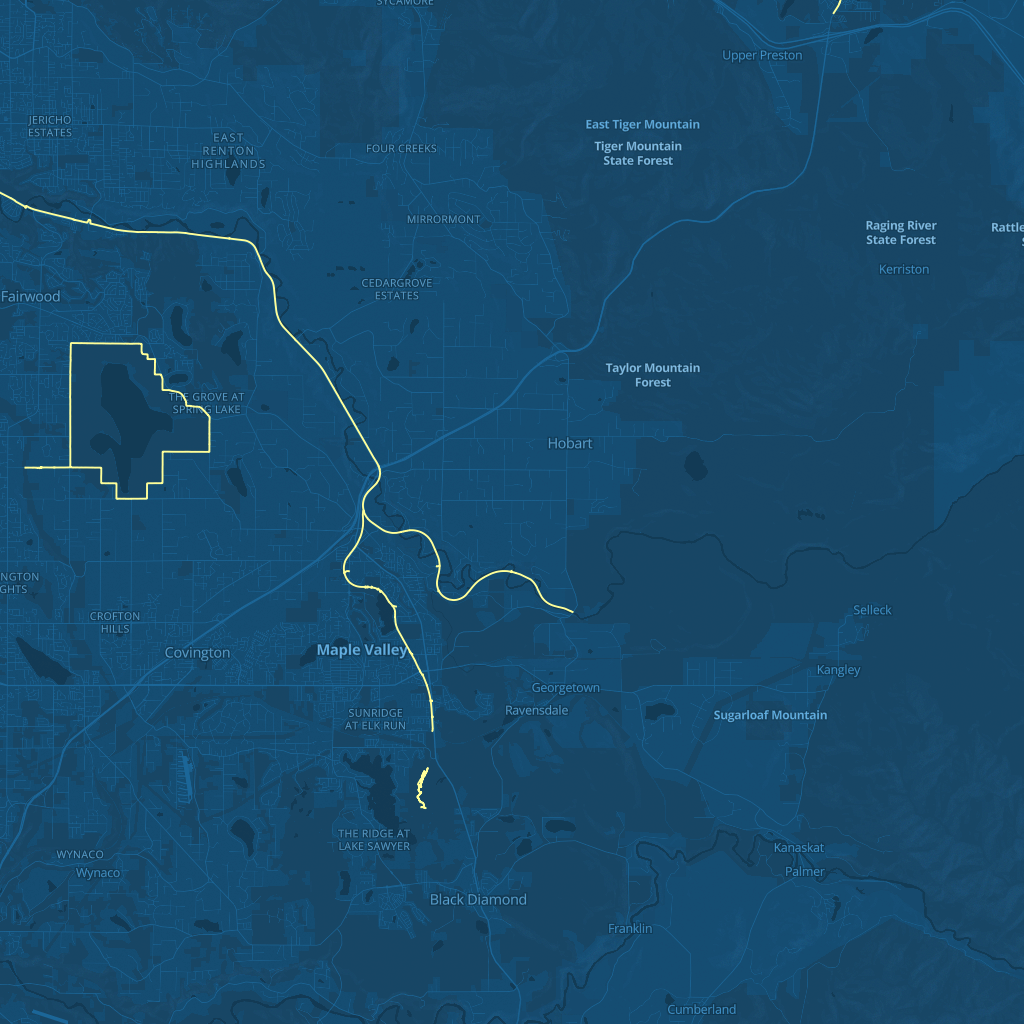 SYCAMORE
Upper Preston
JERICHO
ESTATES
East Tiger Mountain
EAST
RENTON
HIGHLANDS
FOUR CREEKS
Tiger Mountain
State Forest
MIRRORMONT
Raging River
State Forest
Rattle
S
Kerriston
CEDARGROVE
ESTATES
Fairwood
Taylor Mountain
Forest
THE GROVE AT
SPRING LAKE
Hobart
NGTON
GHTS
CROFTON
HILLS
Selleck
Covington
Maple Valley
Kangley
Georgetown
Ravensdale
SUNRIDGE
AT ELK RUN
Sugarloaf Mountain
THE RIDGE AT
LAKE SAWYER
WYNACO
Wynaco
Kanaskat
Palmer
Black Diamond
Franklin
Cumberland